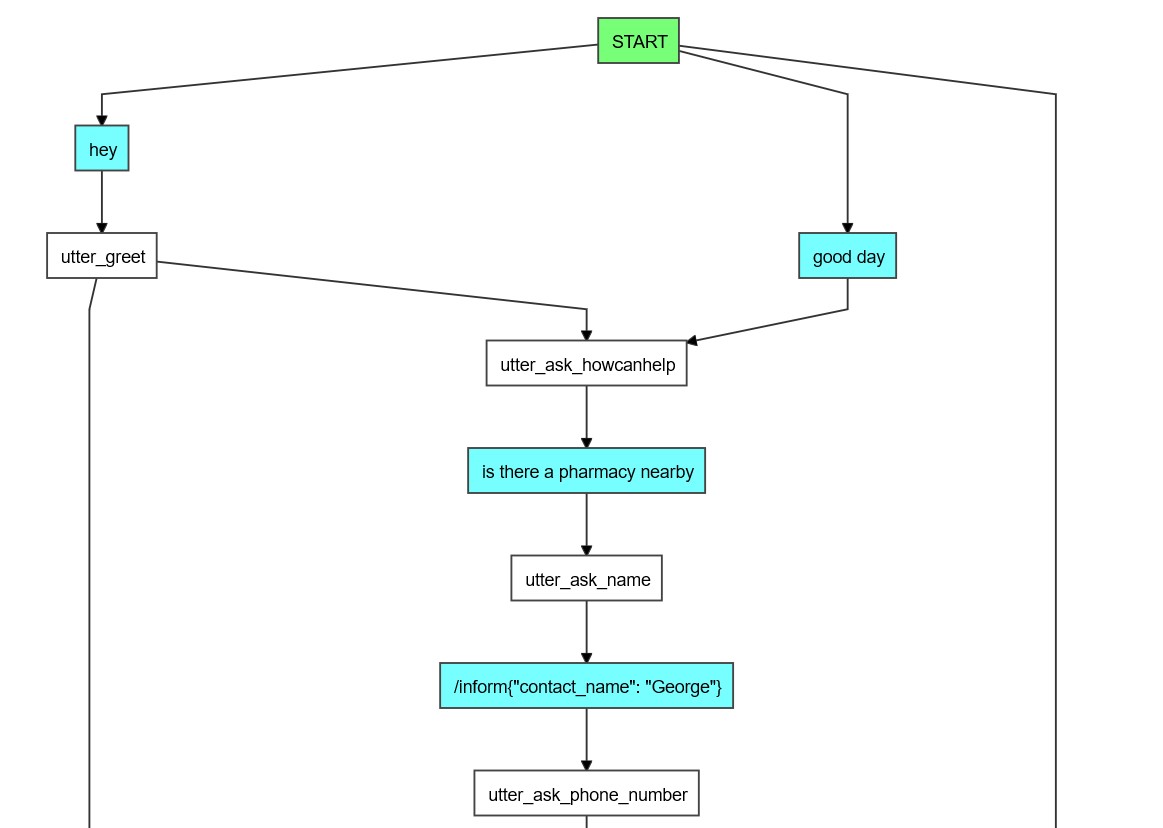 START
hey
utter_greet
good day
utter_ask_howcanhelp
is there a pharmacy nearby
utter_ask_name
/inform{"contact_name": "George"}
utter_ask_phone_number